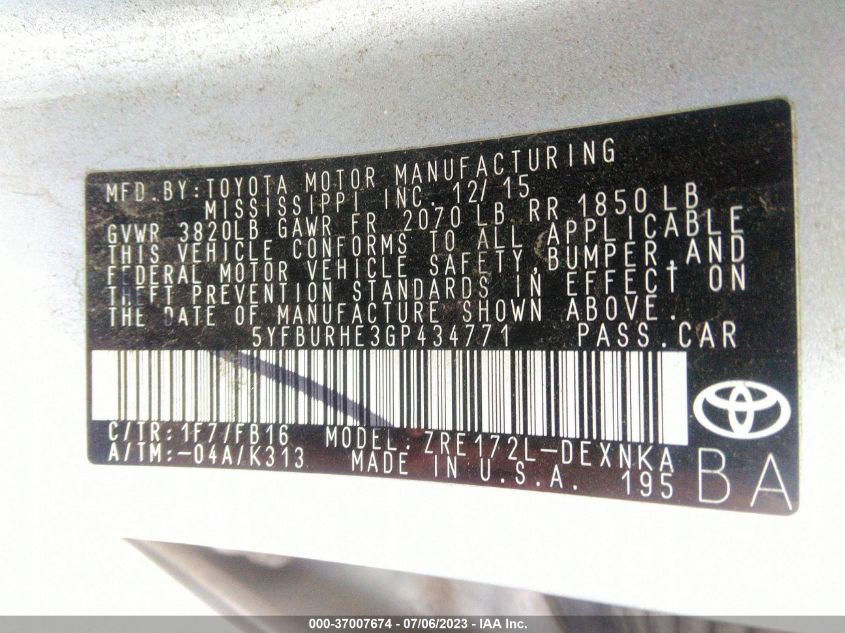 MFD.BY:TOYOTA MOTOR MANUFACTURING
MISSISSIPPI INC. 12/15
GVWR 3820LB GAWR FR 2070 LB RR 1850 LB
THIS VEHICLE CONFORMS TO ALL APPLICABLE
FEDERAL MOTOR VEHICLE SAFETY,BUMPER,AND
THEFT PREVENTION STANDARDS IN EFFECT ON
THE DATE OF MANUFACTURE SHOWN ABOVE.
5YFBURHE3GP434771 PASS.CAR
C/TR:1F7/FB16 MODEL:ZRE172L-DEXNKA
A/TM:-04A/K313 MADE IN U.S.A. 195
BA
000-37007674 / 07/06/2023 - IAA Inc.